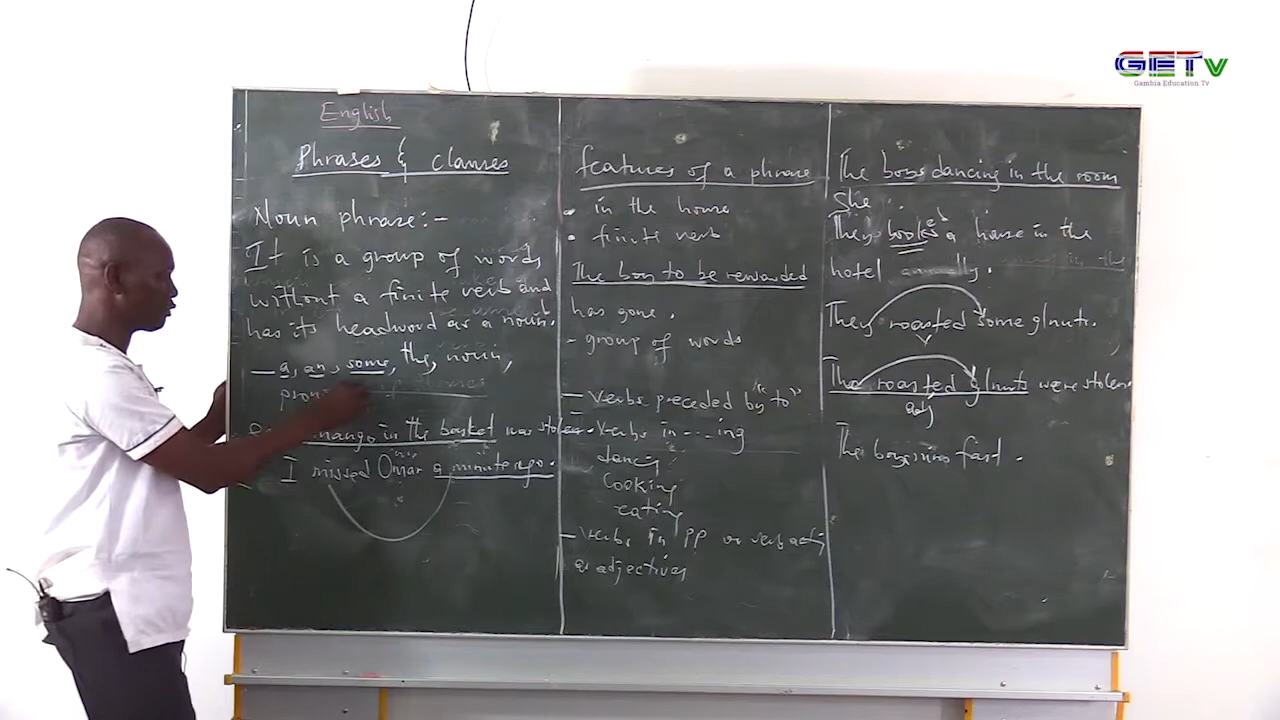 GETv
Gambia Education Tv
English
Phrases & clauses
Noun phrase:-
It is a group of words
without a finite verb and
has its headword as a noun.
— a, an, some, the, noun,
mango in the basket was stolen.
I missed Omar a minute ago.
features of a phrase
• in the house
• finite verb
The boy to be rewarded
has gone.
- group of words
- verbs preceded by "to"
- verbs in ...ing
dancing
cooking
eating
- verbs in PP or verb acting
as adjectives
The boys dancing in the room
She
They booked a house in the
hotel annually.
They roasted some g/nuts.
V
The roasted g/nuts were stolen
adj
The boy runs fast.